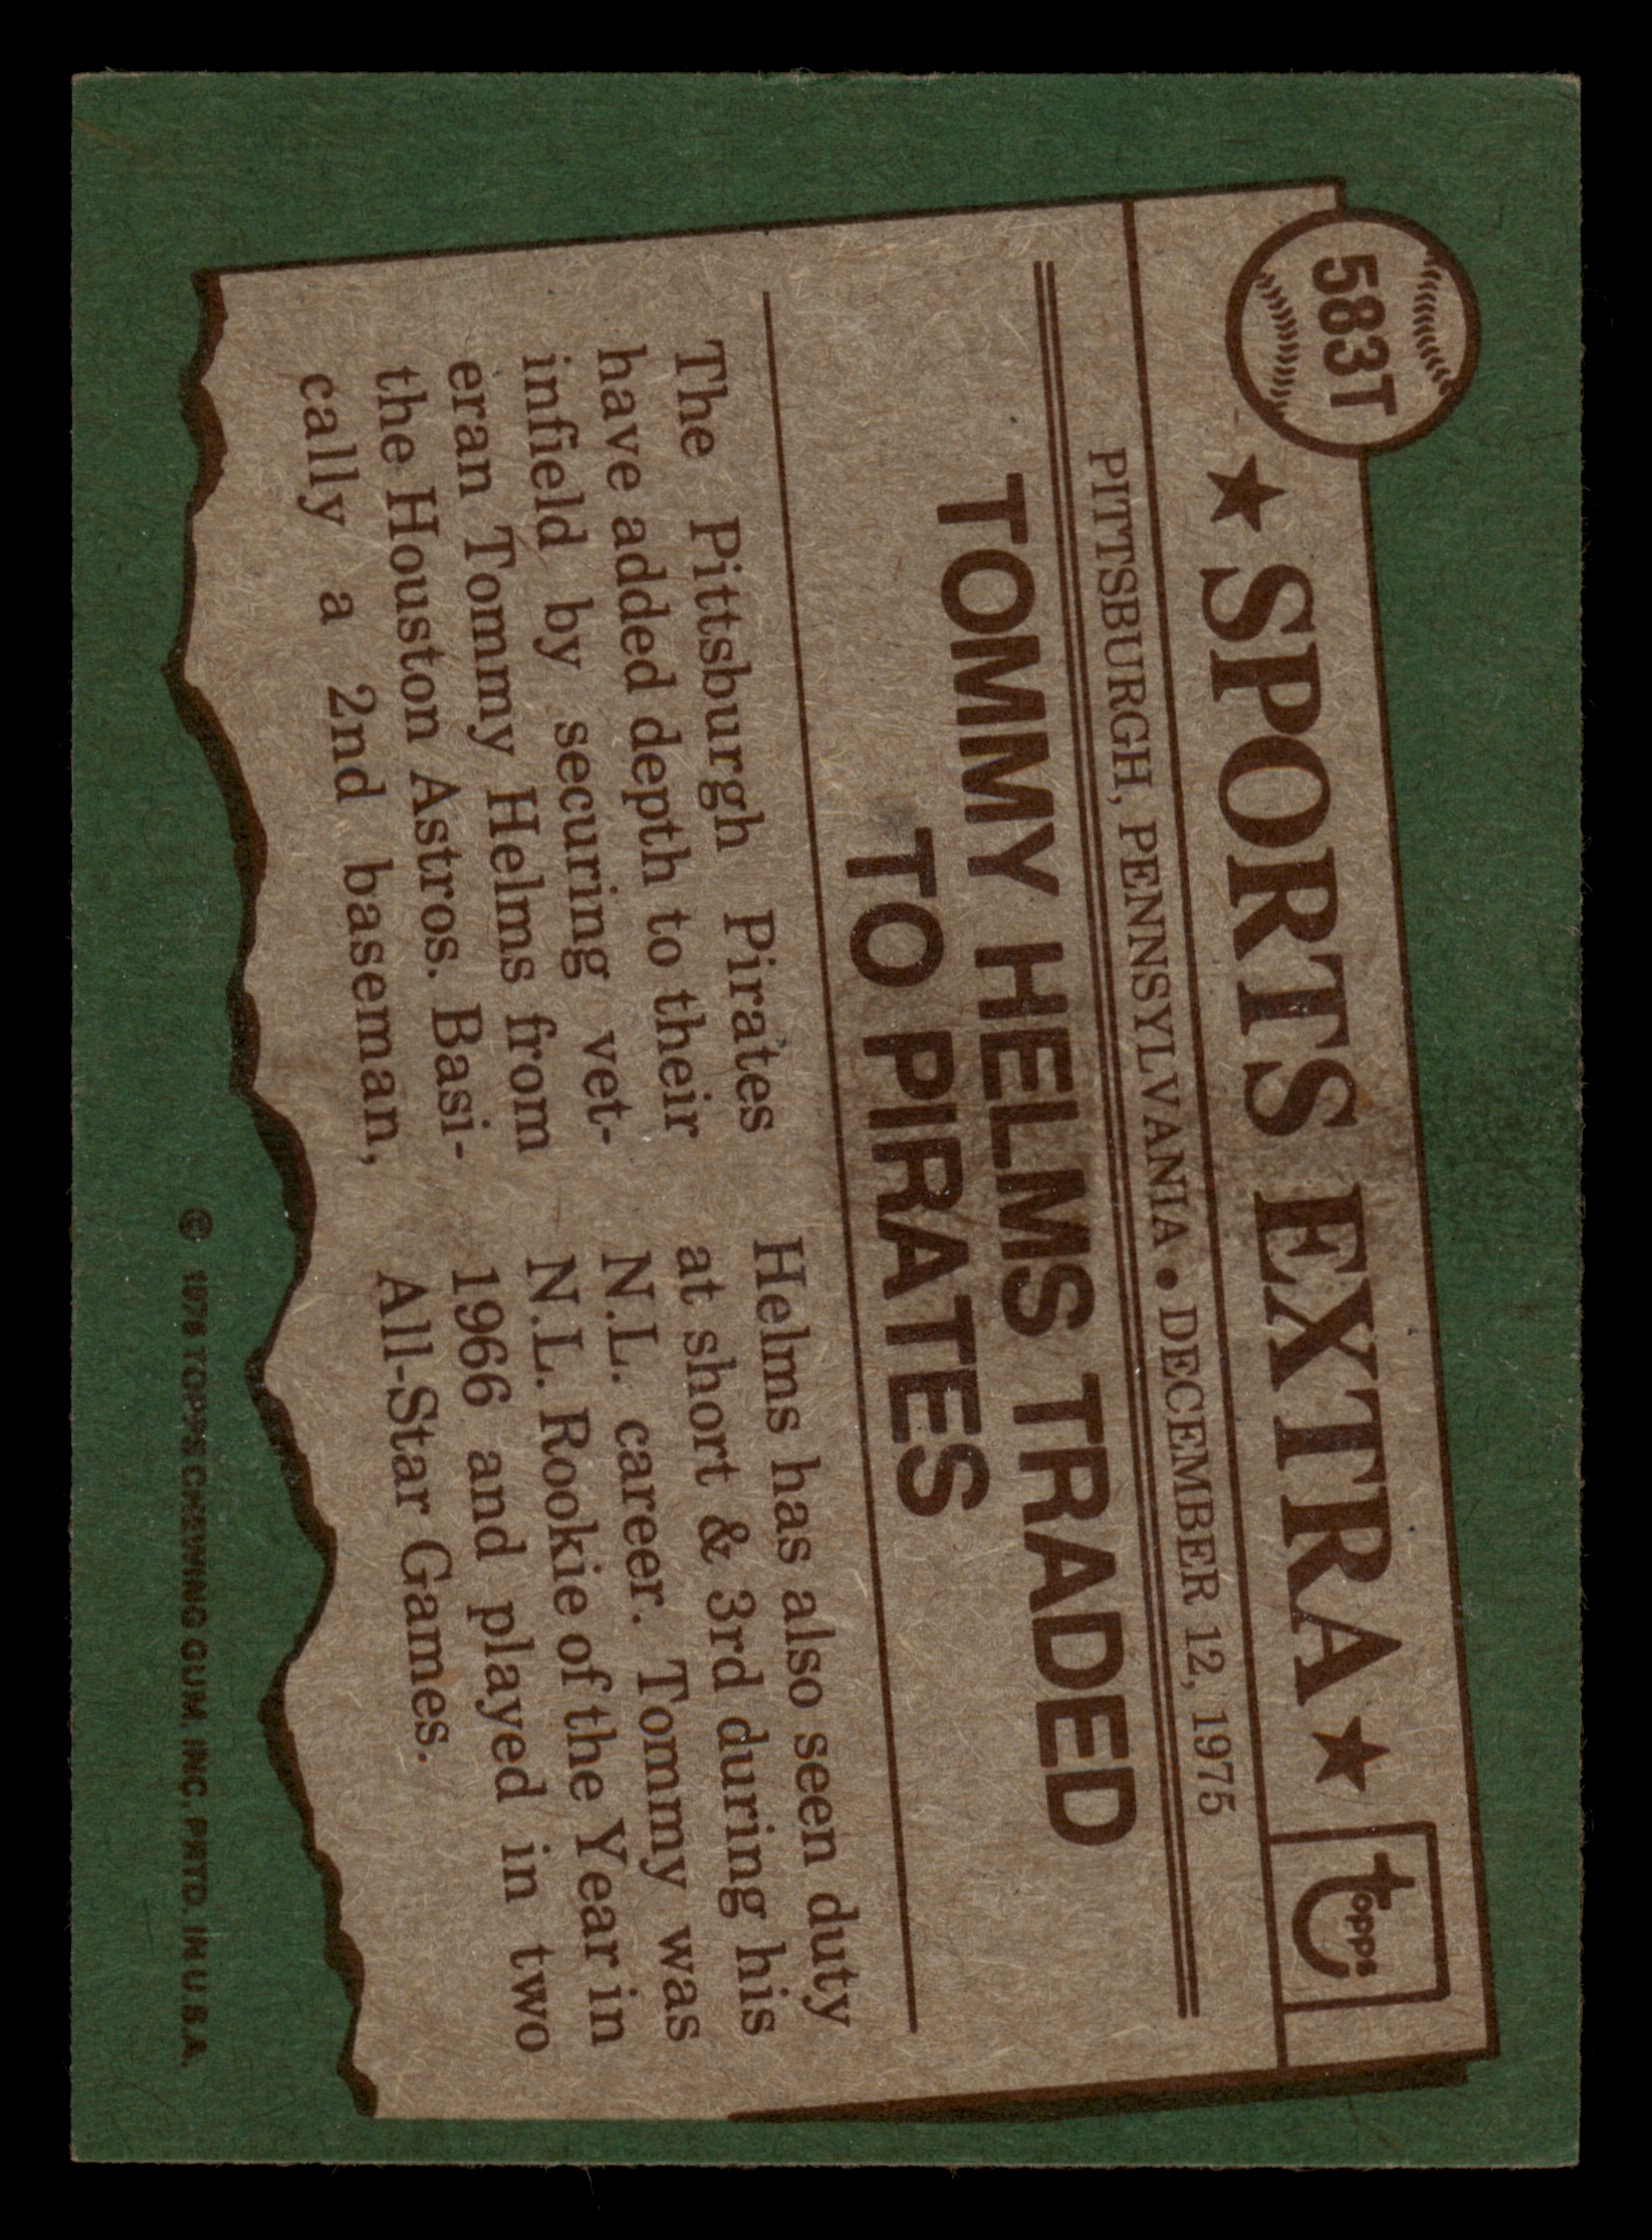 583T
★ SPORTS EXTRA ★
topps
PITTSBURGH, PENNSYLVANIA • DECEMBER 12, 1975
TOMMY HELMS TRADED
TO PIRATES
The Pittsburgh Pirates
have added depth to their
infield by securing vet-
eran Tommy Helms from
the Houston Astros. Basi-
cally a 2nd baseman,
Helms has also seen duty
at short & 3rd during his
N.L. career. Tommy was
N.L. Rookie of the Year in
1966 and played in two
All-Star Games.
© 1976 TOPPS CHEWING GUM, INC. PRTD. IN U.S.A.